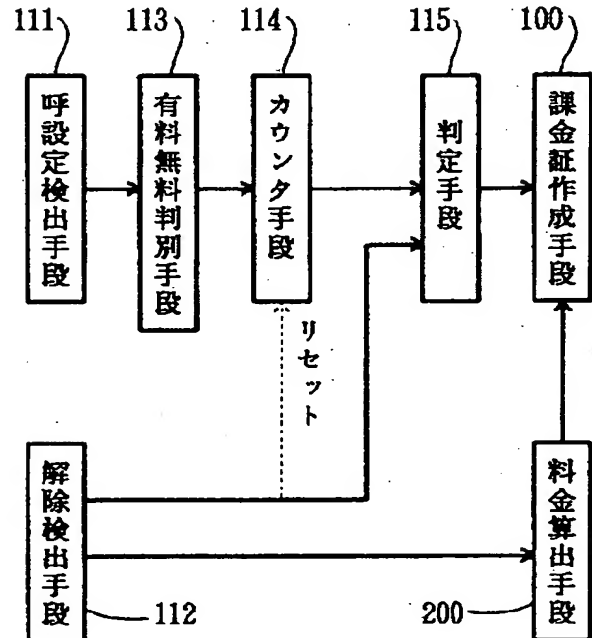 111
113
114
115
100
呼設定検出手段
有料無料判別手段
カウンタ手段
判定手段
課金証作成手段
リセット
解除検出手段
料金算出手段
112
200